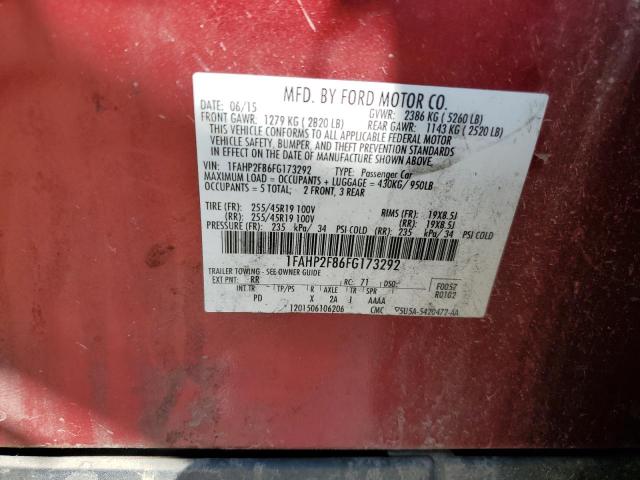 MFD. BY FORD MOTOR CO.
DATE: 06/15 GVWR: 2386 KG ( 5260 LB)
FRONT GAWR: 1279 KG ( 2820 LB) REAR GAWR: 1143 KG ( 2520 LB)
THIS VEHICLE CONFORMS TO ALL APPLICABLE FEDERAL MOTOR
VEHICLE SAFETY, BUMPER, AND THEFT PREVENTION STANDARDS
IN EFFECT ON THE DATE OF MANUFACTURE SHOWN ABOVE.
VIN: 1FAHP2F86FG173292 TYPE: Passenger Car
MAXIMUM LOAD = OCCUPANTS + LUGGAGE = 430KG/950LB
OCCUPANTS = 5 TOTAL; 2 FRONT, 3 REAR
TIRE (FR): 255/45R19 100V RIMS (FR): 19X8.5J
(RR): 255/45R19 100V (RR): 19X8.5J
PRESSURE (FR): 235 kPa/ 34 PSI COLD (RR): 235 kPa/ 34 PSI COLD
1FAHP2F86FG173292
TRAILER TOWING - SEE OWNER GUIDE
EXT PNT: RR RC: 71 DSO: F0057
INT TR TP/PS R AXLE TR SPR R0102
PD X 2A J AAAA
1201506106206 CMC 5U5A-5420472-AA